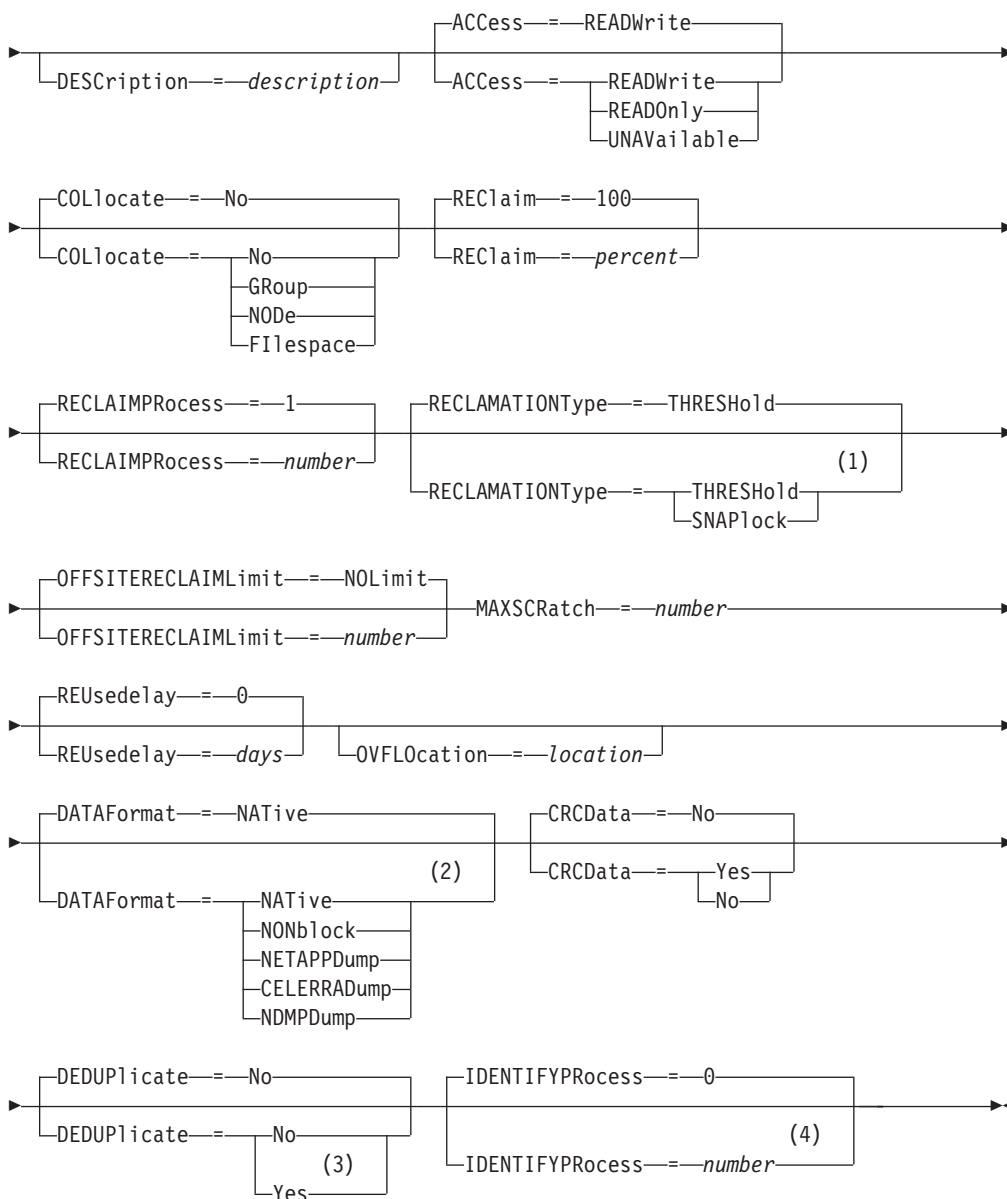 ACCess = READWrite
DESCription = description
ACCess = READWrite
READOnly
UNAVailable
COLlocate = No
REClaim = 100
COLlocate = No
GRoup
NODe
FIlespace
REClaim = percent
RECLAIMPRocess = 1
RECLAMATIONType = THRESHold
RECLAIMPRocess = number
(1)
RECLAMATIONType = THRESHold
SNAPlock
OFFSITERECLAIMLimit = NOLimit
MAXSCRatch = number
OFFSITERECLAIMLimit = number
REUsedelay = 0
REUsedelay = days
OVFLOcation = location
DATAFormat = NATive
CRCData = No
(2)
DATAFormat = NATive
NONblock
NETAPPDump
CELERRADump
NDMPDump
CRCData = Yes
No
DEDUPlicate = No
IDENTIFYPRocess = 0
DEDUPlicate = No
(3)
Yes
(4)
IDENTIFYPRocess = number